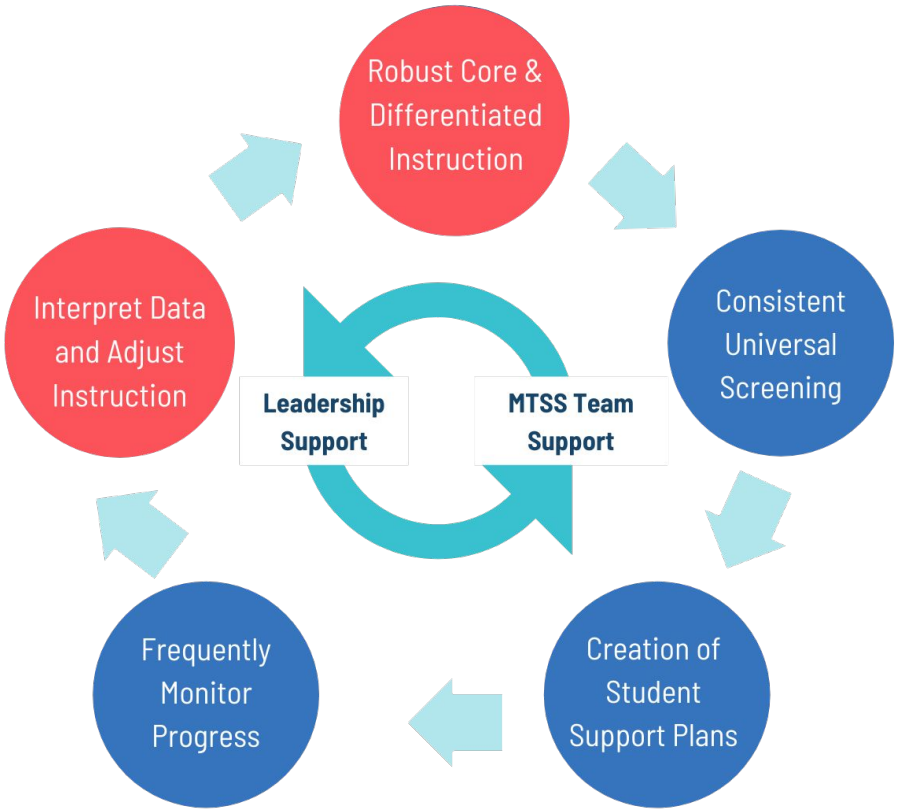 Robust Core &
Differentiated
Instruction
Consistent
Universal
Screening
Creation of
Student
Support Plans
Frequently
Monitor
Progress
Interpret Data
and Adjust
Instruction
Leadership
Support
MTSS Team
Support